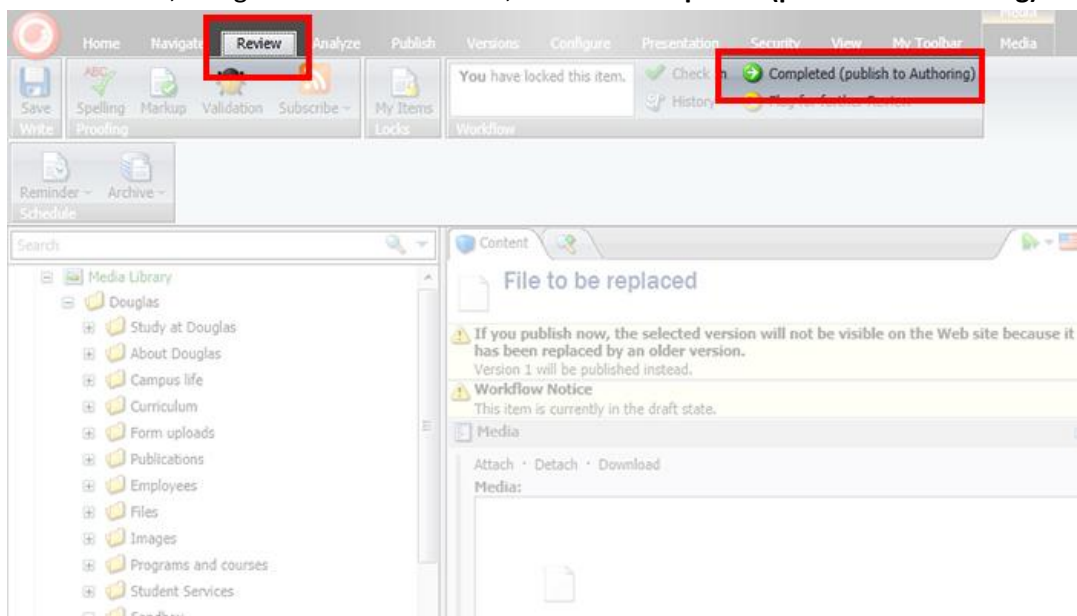 Home Navigate Review Analyze Publish Versions Configure Presentation Security View My Toolbar Media
Save Spelling Markup Validation Subscribe My Items
You have locked this item.
Check in
History
Completed (publish to Authoring)
Write Proofing Locks Workflow
Reminder Archive
Schedule
Search
Content
Media Library
File to be replaced
Douglas
Study at Douglas
If you publish now, the selected version will not be visible on the Web site because it
About Douglas
has been replaced by an older version.
Version 1 will be published instead.
Campus life
Workflow Notice
Curriculum
This item is currently in the draft state.
Form uploads
Media
Publications
Attach · Detach · Download
Employees
Media:
Files
Images
Programs and courses
Student Services